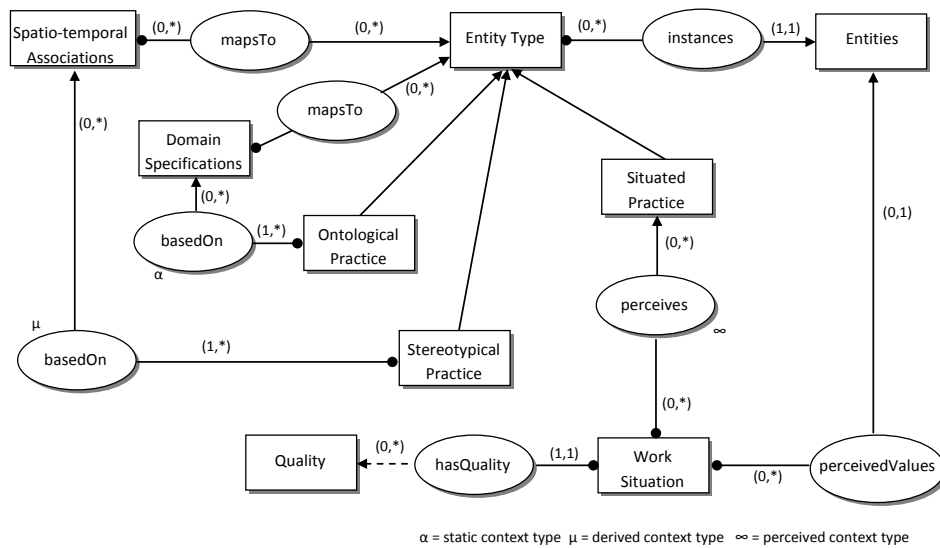 (0,*)
(0,*)
(0,*)
(1,1)
Spatio-temporal
Associations
mapsTo
Entity Type
instances
Entities
(0,*)
mapsTo
(0,*)
Domain
Specifications
Situated
Practice
(0,*)
(0,1)
basedOn
(1,*)
Ontological
Practice
α
(0,*)
perceives
∞
μ
basedOn
(1,*)
Stereotypical
Practice
(0,*)
Quality
(0,*)
hasQuality
(1,1)
Work
Situation
(0,*)
perceivedValues
α = static context type μ = derived context type ∞ = perceived context type